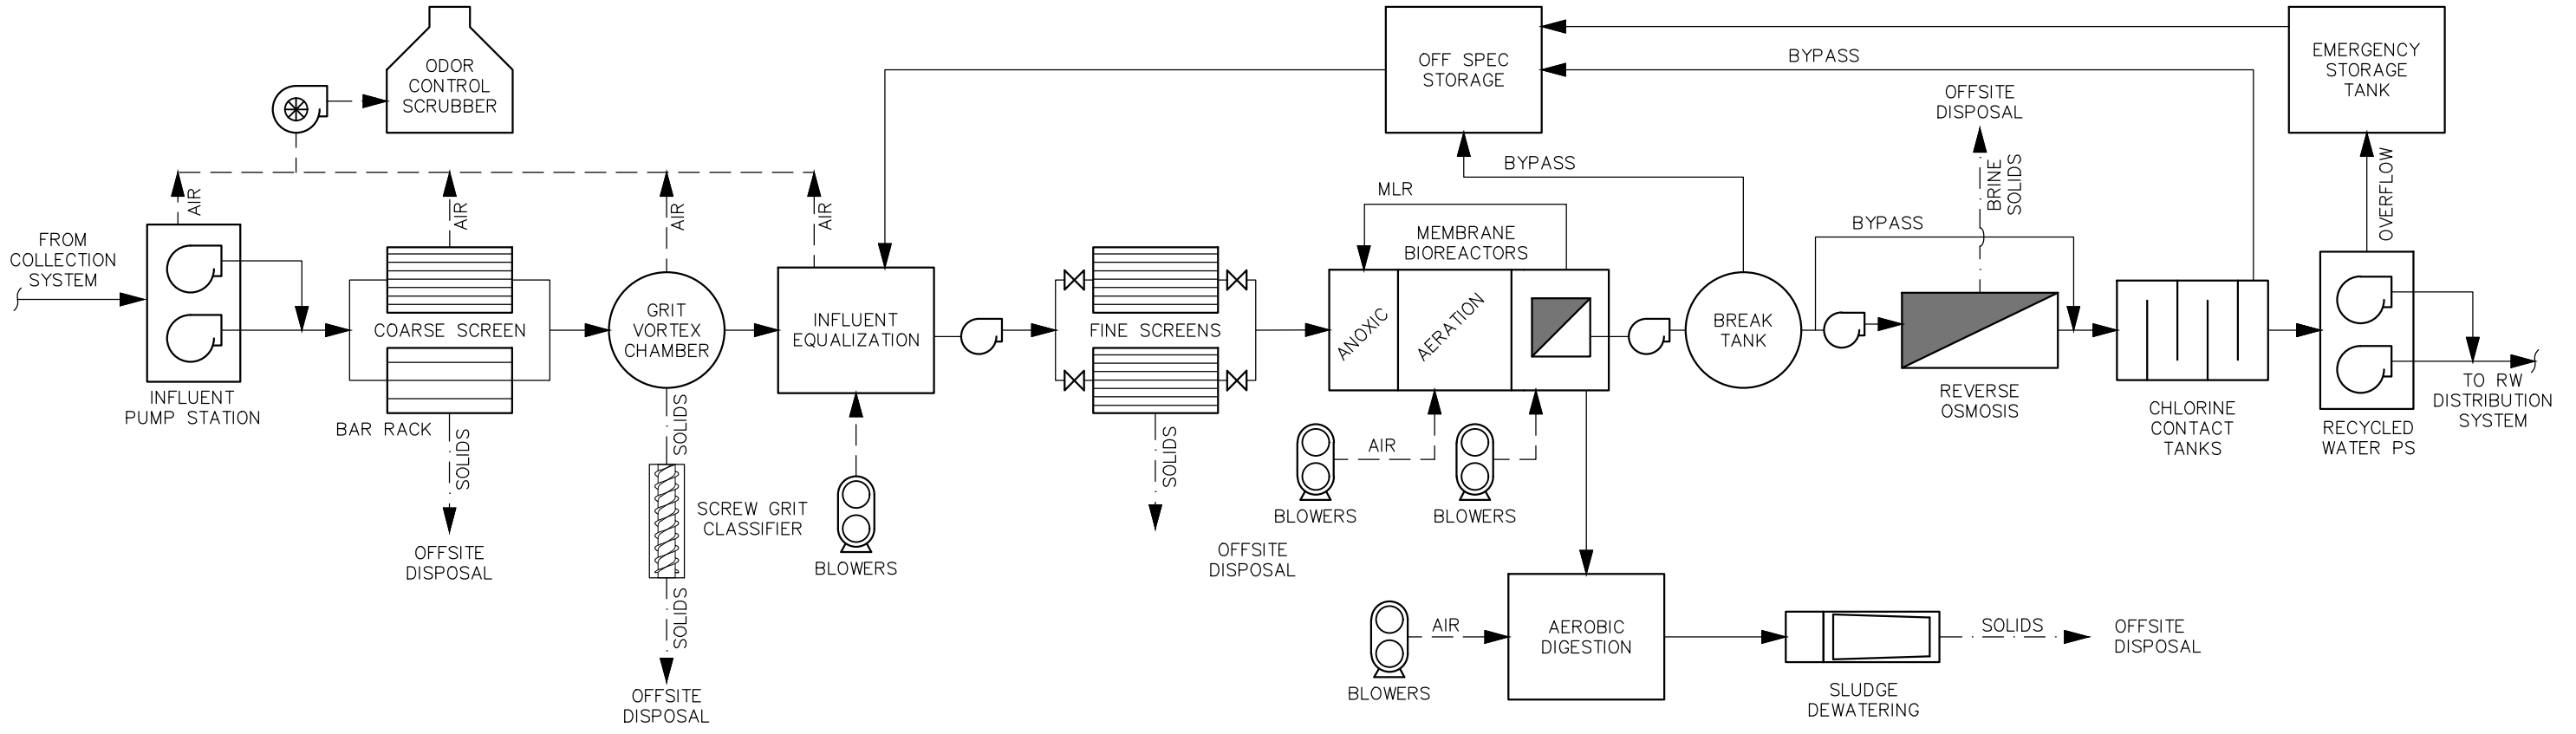 ODOR
CONTROL
SCRUBBER
OFF SPEC
STORAGE
BYPASS
EMERGENCY
STORAGE
TANK
OFFSITE
DISPOSAL
BRINE
SOLIDS
BYPASS
OVERFLOW
MLR
AIR
AIR
AIR
AIR
FROM
COLLECTION
SYSTEM
MEMBRANE
BIOREACTORS
BYPASS
COARSE SCREEN
GRIT
VORTEX
CHAMBER
INFLUENT
EQUALIZATION
FINE SCREENS
ANOXIC
AERATION
BREAK
TANK
INFLUENT
PUMP STATION
BAR RACK
SOLIDS
SOLIDS
SOLIDS
REVERSE
OSMOSIS
CHLORINE
CONTACT
TANKS
RECYCLED
WATER PS
TO RW
DISTRIBUTION
SYSTEM
AIR
BLOWERS
BLOWERS
SCREW GRIT
CLASSIFIER
BLOWERS
OFFSITE
DISPOSAL
OFFSITE
DISPOSAL
SOLIDS
OFFSITE
DISPOSAL
AIR
BLOWERS
AEROBIC
DIGESTION
SOLIDS
OFFSITE
DISPOSAL
SLUDGE
DEWATERING